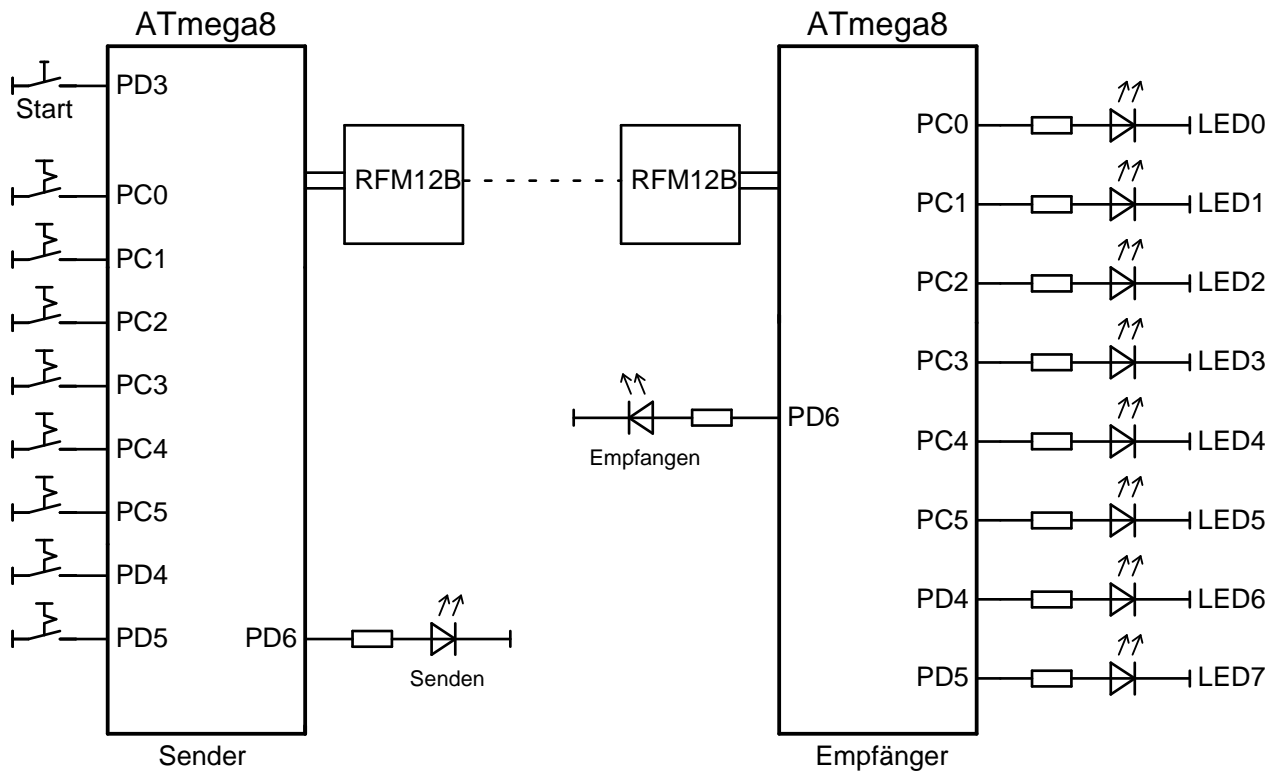 ATmega8
PD3
Start
PC0
PC1
PC2
PC3
PC4
PC5
PD4
PD5
PD6
Senden
Sender
RFM12B
RFM12B
ATmega8
PD6
Empfangen
PC0
LED0
PC1
LED1
PC2
LED2
PC3
LED3
PC4
LED4
PC5
LED5
PD4
LED6
PD5
LED7
Empfänger